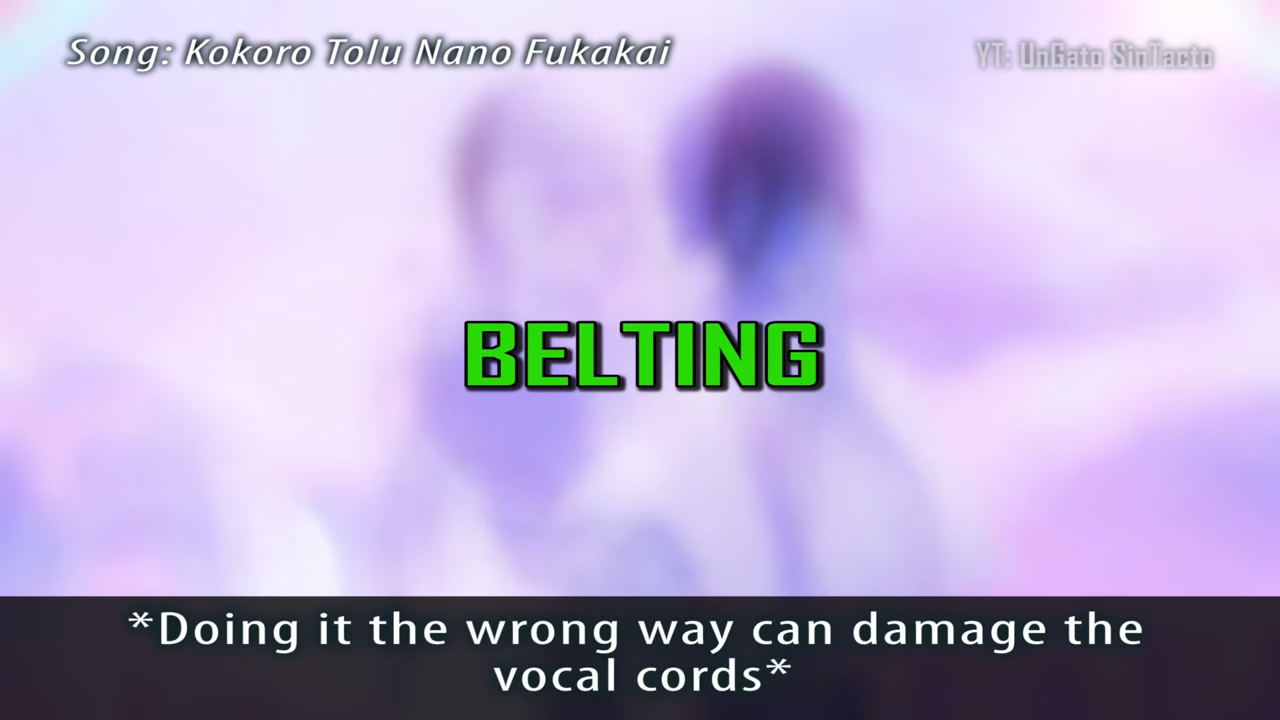 Song: Kokoro Tolu Nano Fukakai
YT: UnGato SinTacto
BELTING
*Doing it the wrong way can damage the
vocal cords*